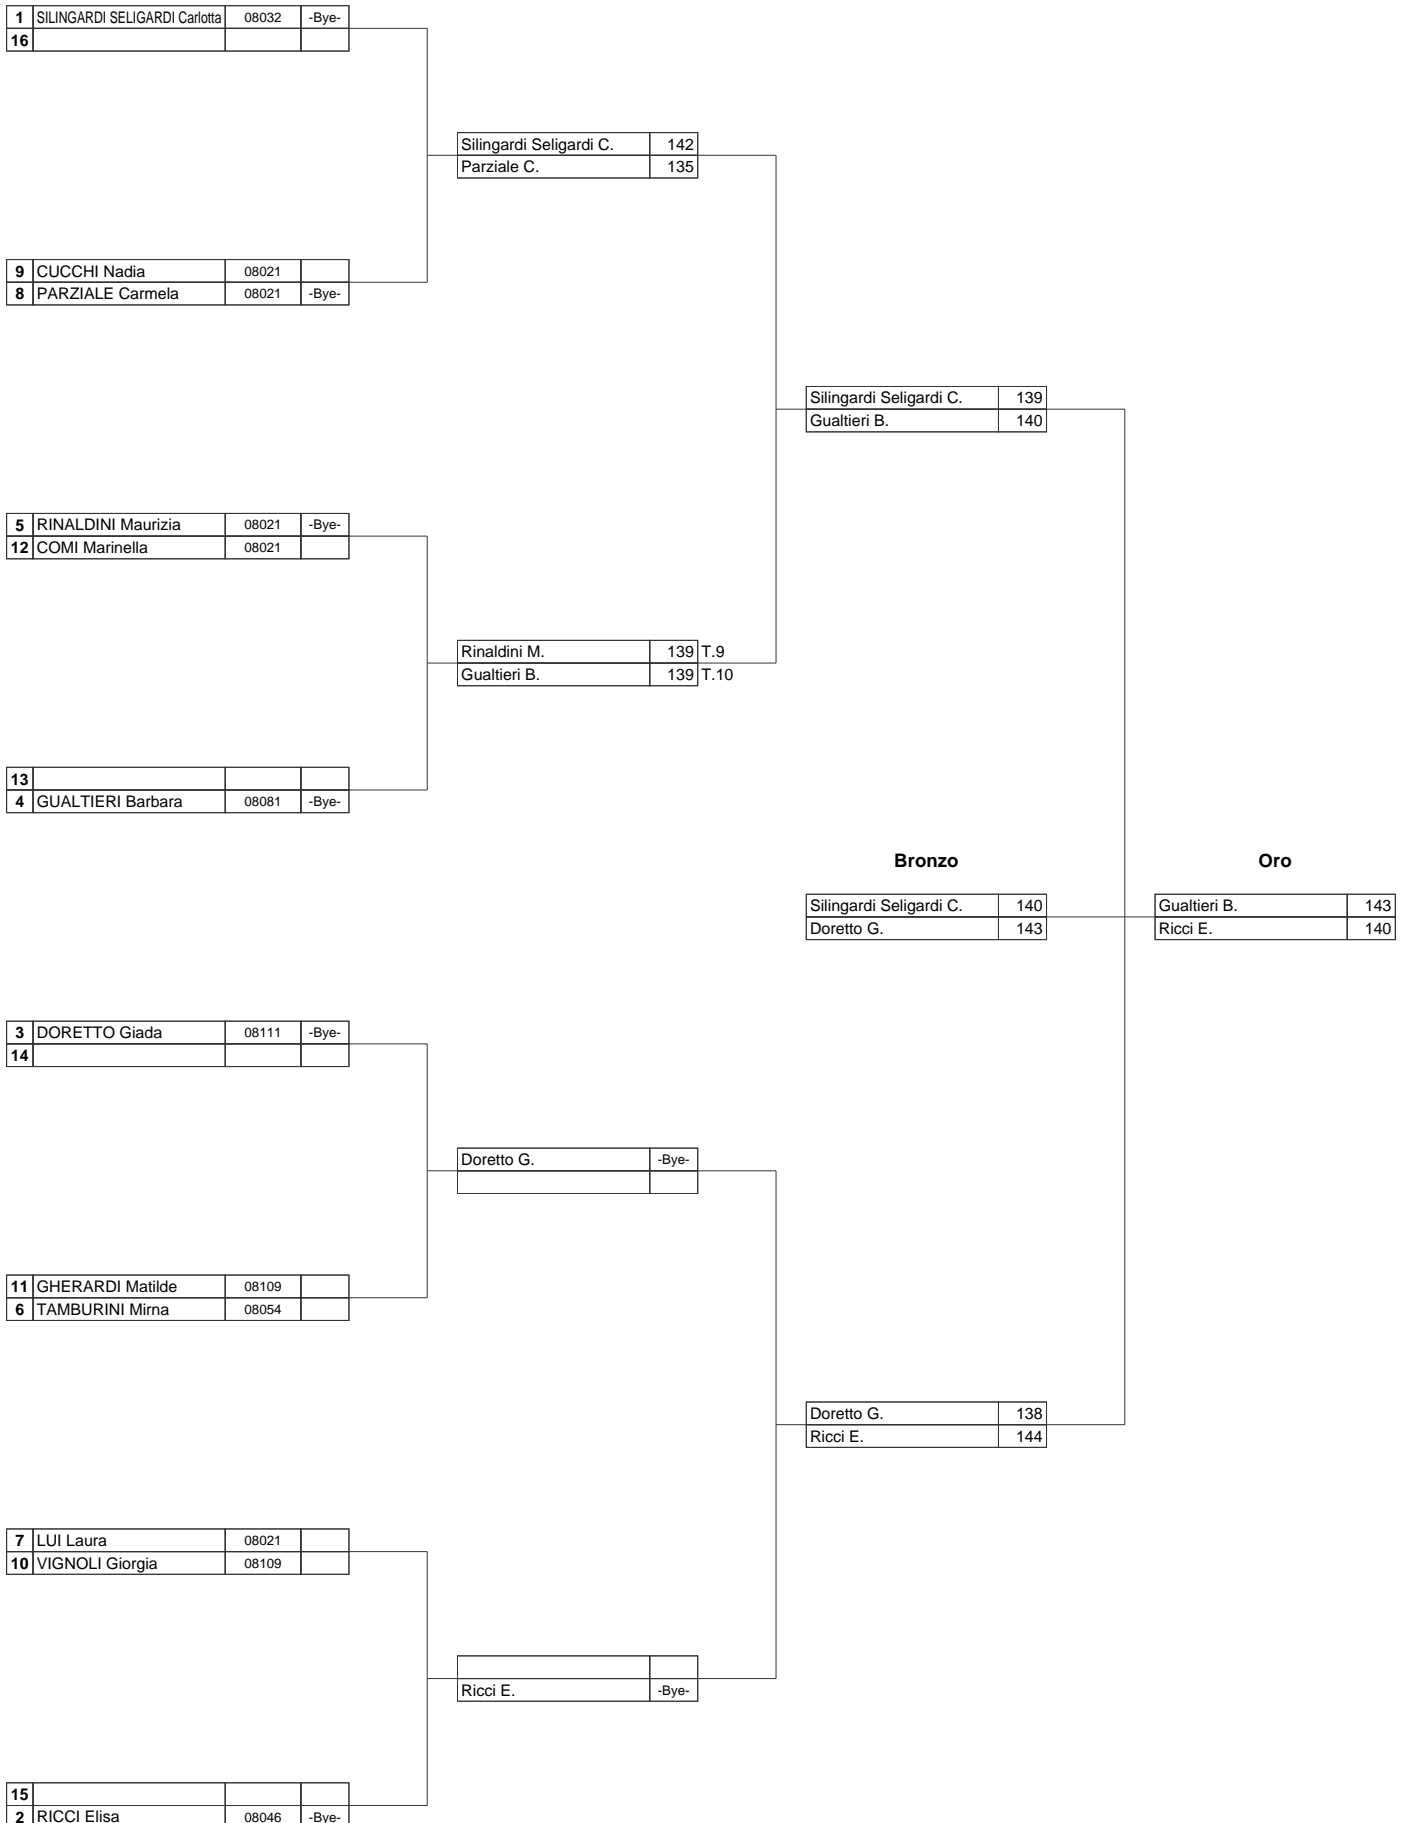 1 SILINGARDI SELIGARDI Carlotta 08032 -Bye-
16
Silingardi Seligardi C. 142
Parziale C. 135
9 CUCCHI Nadia 08021
8 PARZIALE Carmela 08021 -Bye-
Silingardi Seligardi C. 139
Gualtieri B. 140
5 RINALDINI Maurizia 08021 -Bye-
12 COMI Marinella 08021
Rinaldini M. 139 T.9
Gualtieri B. 139 T.10
13
4 GUALTIERI Barbara 08081 -Bye-
Bronzo Oro
Silingardi Seligardi C. 140 Gualtieri B. 143
Doretto G. 143 Ricci E. 140
3 DORETTO Giada 08111 -Bye-
14
Doretto G. -Bye-
11 GHERARDI Matilde 08109
6 TAMBURINI Mirna 08054
Doretto G. 138
Ricci E. 144
7 LUI Laura 08021
10 VIGNOLI Giorgia 08109
Ricci E. -Bye-
15
2 RICCI Elisa 08046 -Bye-